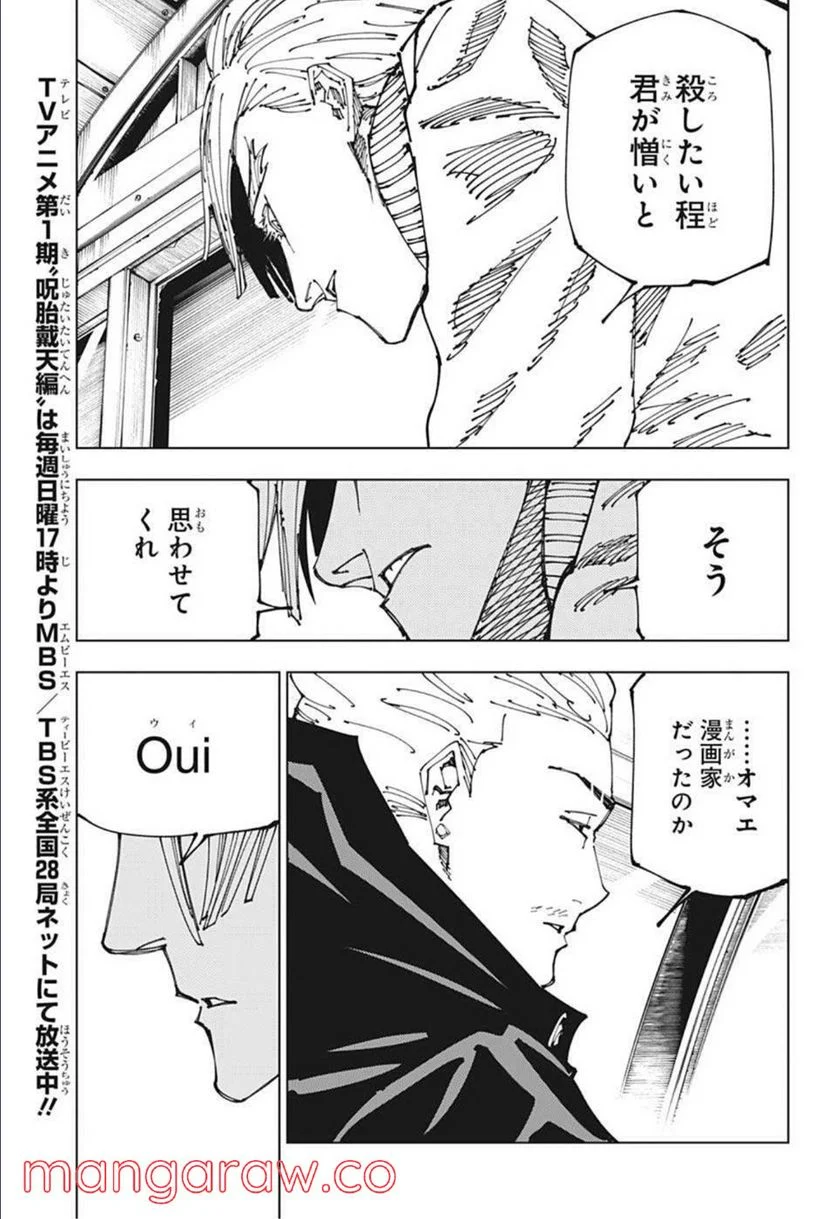 殺したい程
君が憎いと
そう
思わせて
くれ
……オマエ
漫画家
だったのか
Oui
TVアニメ第1期〝呪胎戴天編〟は毎週日曜17時よりMBS/TBS系全国28局ネットにて放送中!!
mangaraw.co